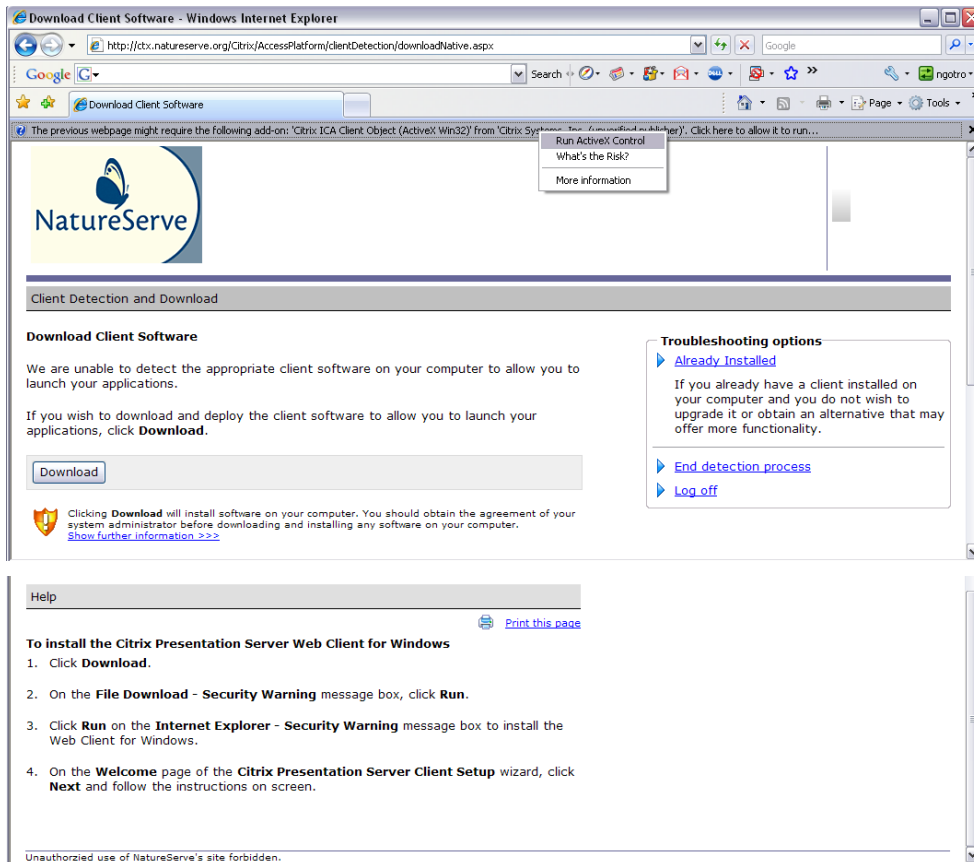 Download Client Software - Windows Internet Explorer
http://ctx.natureserve.org/Citrix/AccessPlatform/clientDetection/downloadNative.aspx
Google
Google G
Search
ngotro
Download Client Software
Page
Tools
The previous webpage might require the following add-on: 'Citrix ICA Client Object (ActiveX Win32)' from 'Citrix Systems, Inc. (unverified publisher)'. Click here to allow it to run...
Run ActiveX Control
What's the Risk?
More information
NatureServe
Client Detection and Download
Download Client Software
We are unable to detect the appropriate client software on your computer to allow you to
launch your applications.
If you wish to download and deploy the client software to allow you to launch your
applications, click Download.
Download
Clicking Download will install software on your computer. You should obtain the agreement of your
system administrator before downloading and installing any software on your computer.
Show further information >>>
Troubleshooting options
Already Installed
If you already have a client installed on
your computer and you do not wish to
upgrade it or obtain an alternative that may
offer more functionality.
End detection process
Log off
Help
Print this page
To install the Citrix Presentation Server Web Client for Windows
1. Click Download.
2. On the File Download - Security Warning message box, click Run.
3. Click Run on the Internet Explorer - Security Warning message box to install the
Web Client for Windows.
4. On the Welcome page of the Citrix Presentation Server Client Setup wizard, click
Next and follow the instructions on screen.
Unauthorzied use of NatureServe's site forbidden.